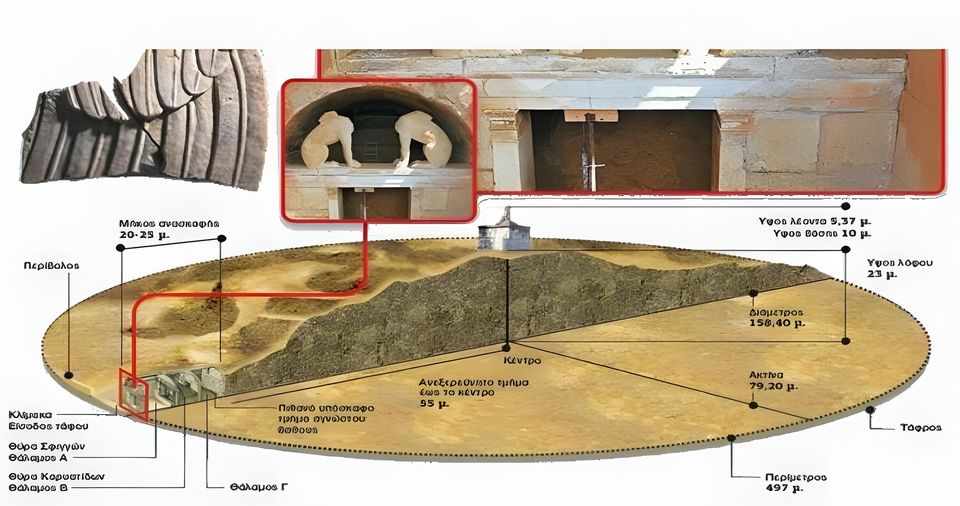 Μήκος ανασκαφής
20-25 μ.
Περίβολος
Ύψος λέοντα 5,37 μ.
Ύψος βάσης 10 μ.
Ύψος λόφου
23 μ.
Διάμετρος
158,40 μ.
Κέντρο
Ανεξερεύνητο τμήμα
έως το κέντρο
55 μ.
Ακτίνα
79,20 μ.
Πιθανό υπόσκαφο
τμήμα αγνώστου
βάθους
Κλίμακα
Είσοδος τάφου
Θύρα Σφιγγών
Θάλαμος Α
Θύρα Καρυατίδων
Θάλαμος Β
Θάλαμος Γ
Τάφρος
Περίμετρος
497 μ.